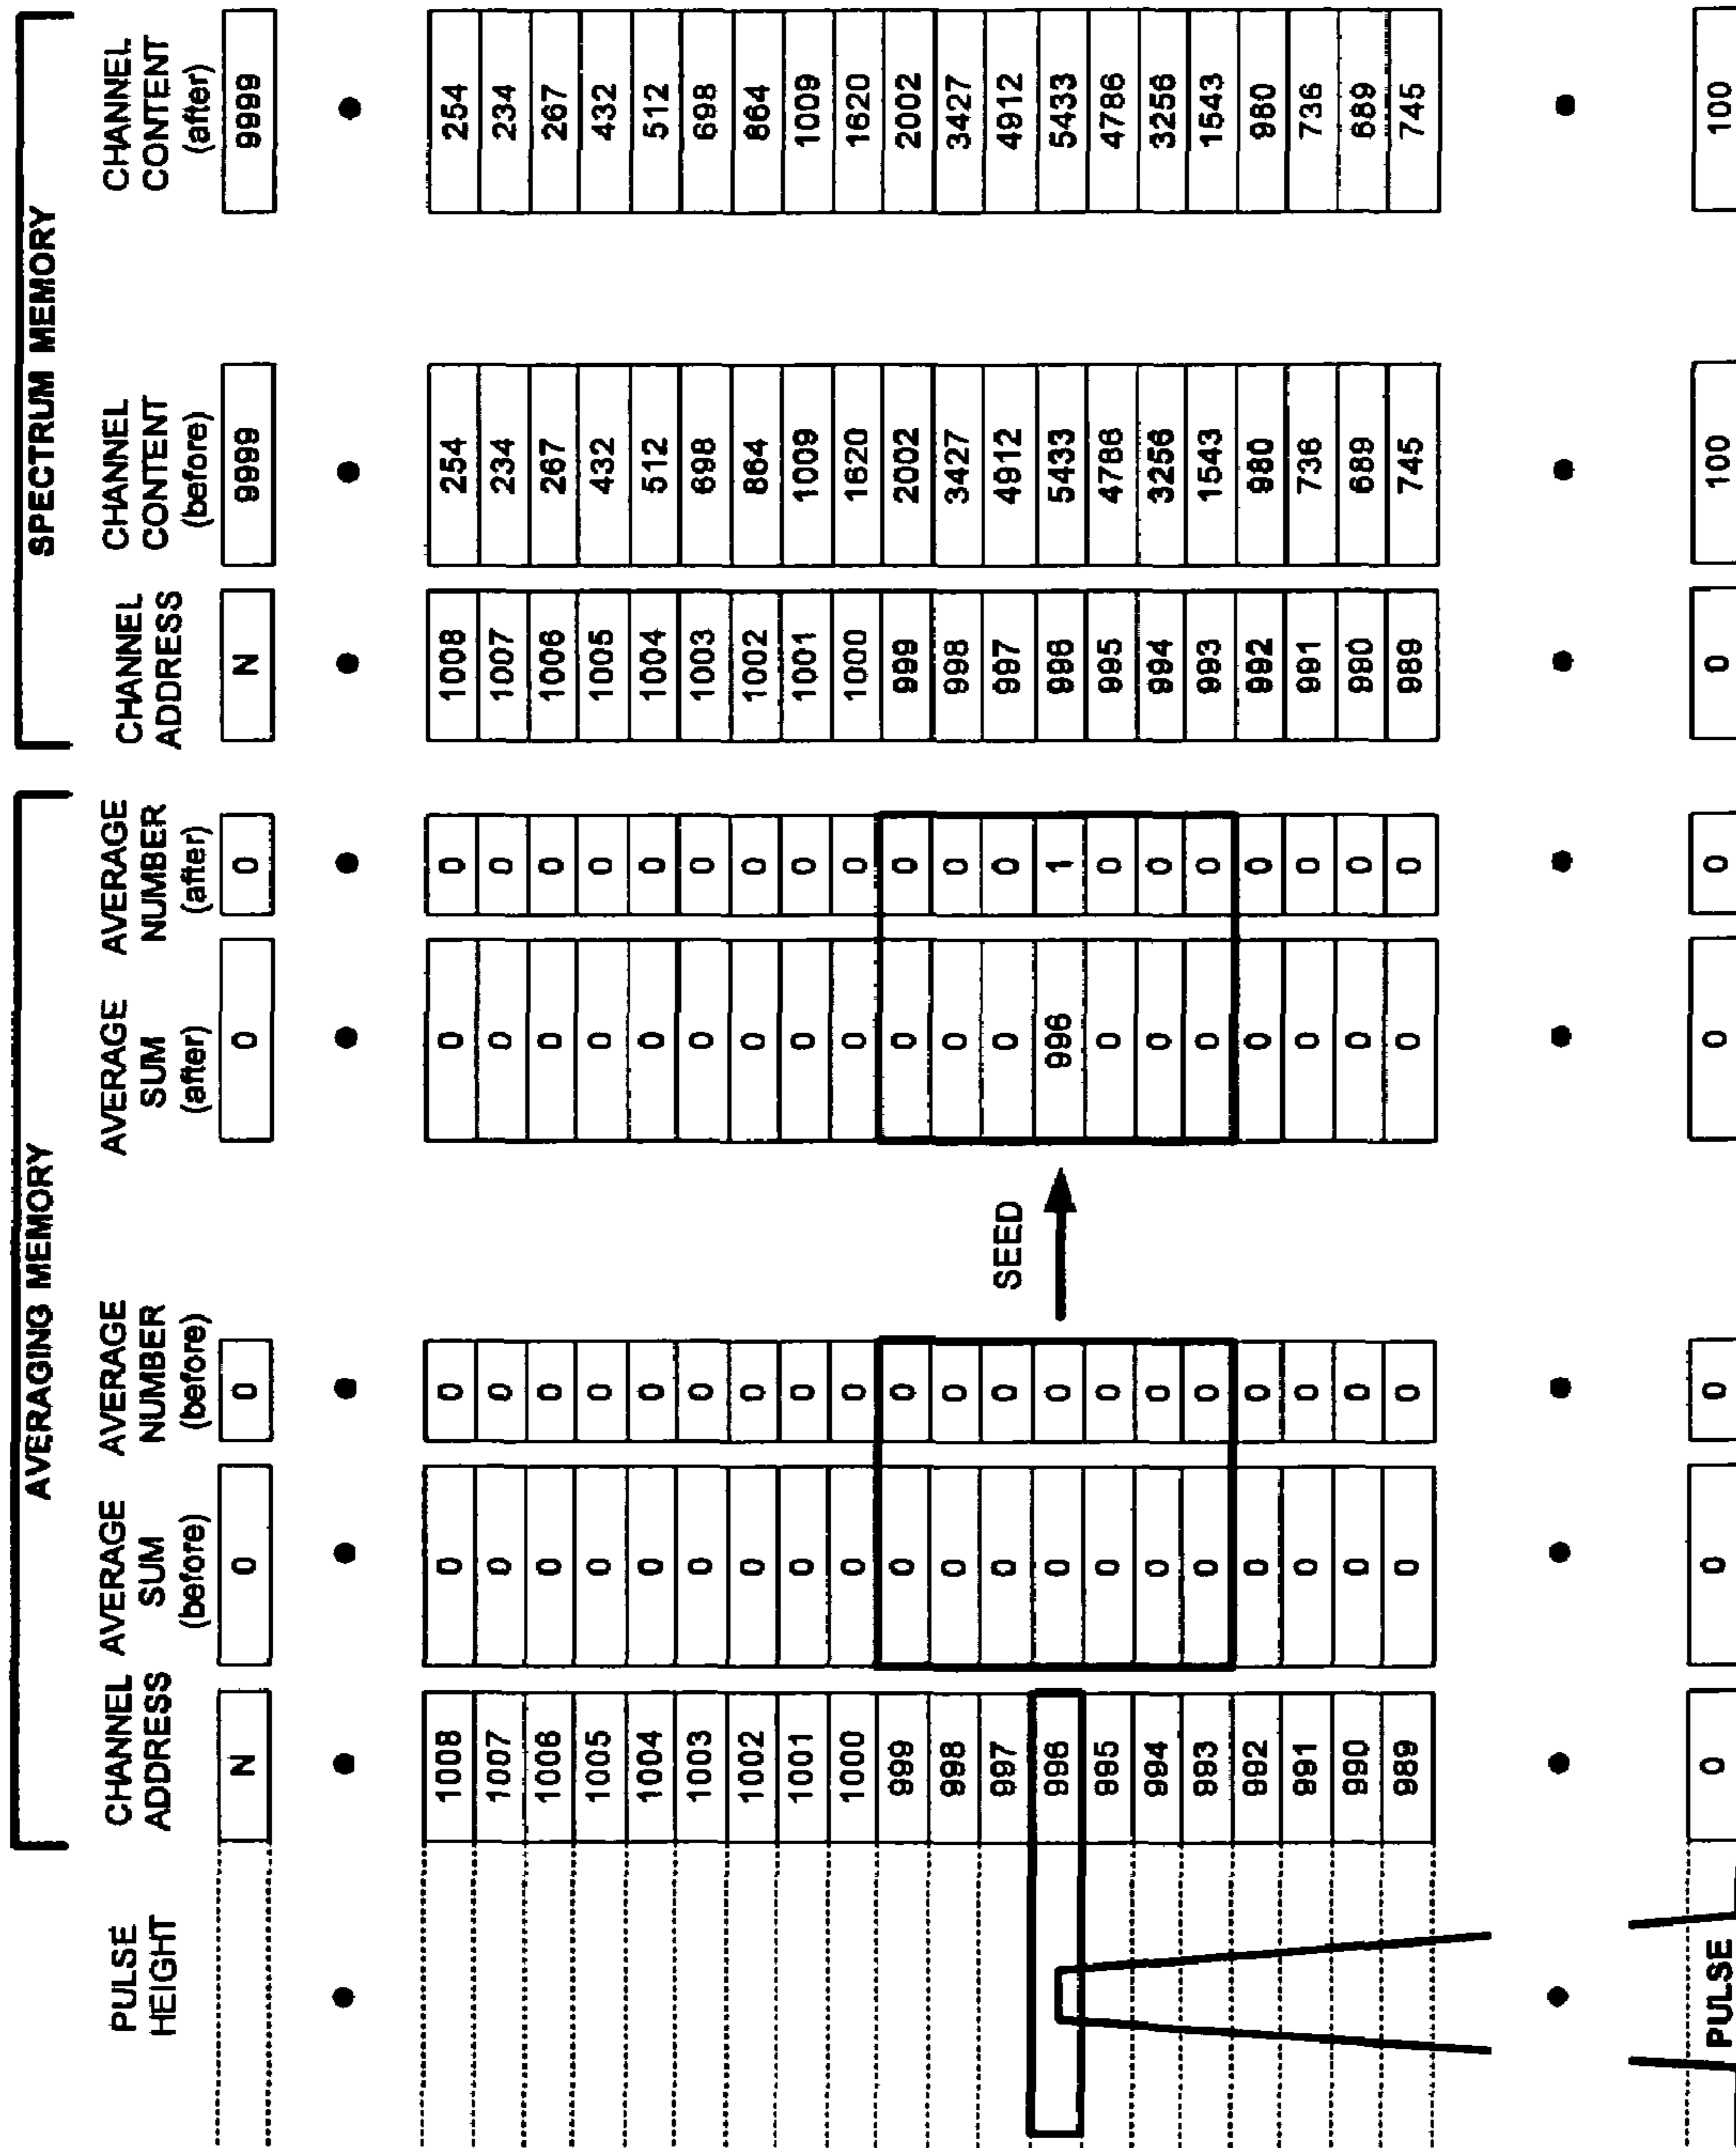 AVERAGING MEMORY SPECTRUM MEMORY
PULSE CHANNEL AVERAGE AVERAGE AVERAGE AVERAGE CHANNEL CHANNEL CHANNEL
HEIGHT ADDRESS SUM NUMBER SUM NUMBER ADDRESS CONTENT CONTENT
(before) (before) (after) (after) (before) (after)
N 0 0 0 0 N 9999 9999
1008 0 0 0 0 1008 254 254
1007 0 0 0 0 1007 234 234
1006 0 0 0 0 1006 267 267
1005 0 0 0 0 1005 432 432
1004 0 0 0 0 1004 512 512
1003 0 0 0 0 1003 698 698
1002 0 0 0 0 1002 864 864
1001 0 0 0 0 1001 1009 1009
1000 0 0 0 0 1000 1620 1620
999 0 0 0 0 999 2002 2002
998 0 0 0 0 998 3427 3427
997 0 0 SEED 0 0 997 4912 4912
996 0 0 996 1 996 5433 5433
995 0 0 0 0 995 4786 4786
994 0 0 0 0 994 3256 3256
993 0 0 0 0 993 1543 1543
992 0 0 0 0 992 980 980
991 0 0 0 0 991 736 736
990 0 0 0 0 990 689 689
989 0 0 0 0 989 745 745
PULSE 0 0 0 0 0 0 100 100